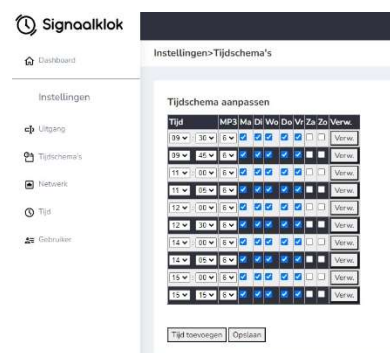 Signaalklok
Dashboard
Instellingen
Uitgang
Tijdschema's
Netwerk
Tijd
Gebruiker
Instellingen>Tijdschema's
Tijdschema aanpassen
Tijd MP3 Ma Di Wo Do Vr Za Zo Verw.
09 : 30 6 Verw.
09 : 45 6 Verw.
11 : 00 6 Verw.
11 : 05 6 Verw.
12 : 00 6 Verw.
12 : 30 6 Verw.
14 : 00 6 Verw.
14 : 05 6 Verw.
15 : 00 6 Verw.
15 : 15 6 Verw.
Tijd toevoegen Opslaan